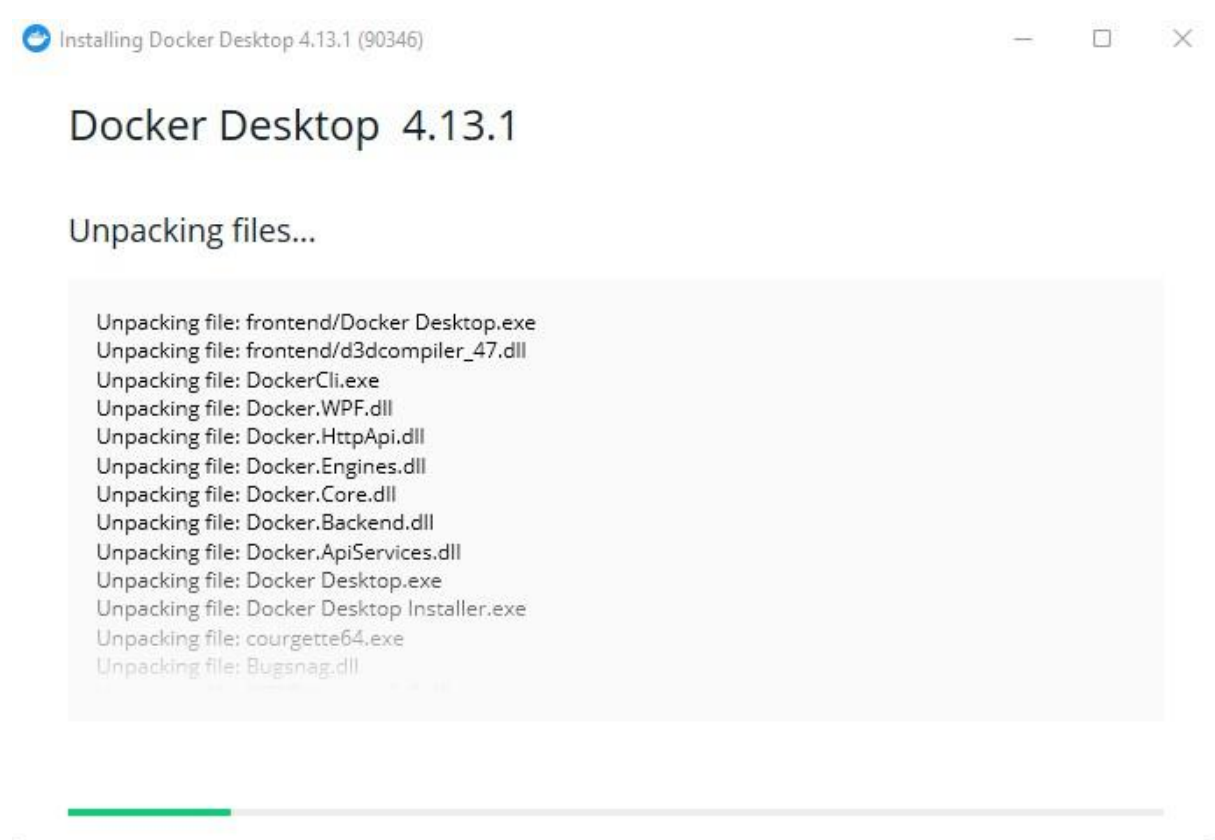 Installing Docker Desktop 4.13.1 (90346)
Docker Desktop 4.13.1
Unpacking files...
Unpacking file: frontend/Docker Desktop.exe
Unpacking file: frontend/d3dcompiler_47.dll
Unpacking file: DockerCli.exe
Unpacking file: Docker.WPF.dll
Unpacking file: Docker.HttpApi.dll
Unpacking file: Docker.Engines.dll
Unpacking file: Docker.Core.dll
Unpacking file: Docker.Backend.dll
Unpacking file: Docker.ApiServices.dll
Unpacking file: Docker Desktop.exe
Unpacking file: Docker Desktop Installer.exe
Unpacking file: courgette64.exe
Unpacking file: Bugsnag.dll